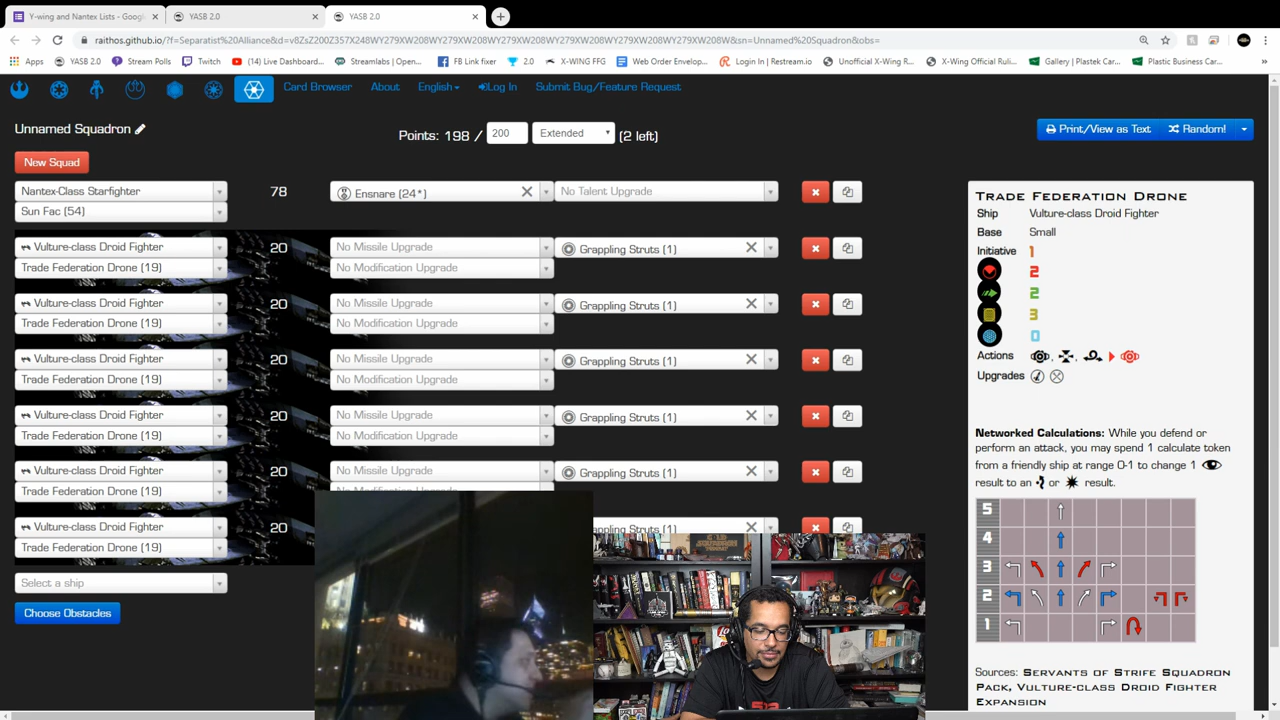 Y-wing and Nantex Lists - Goog
YASB 2.0
YASB 2.0
raithos.github.io/?f=Separatist%20Alliance&d=v8ZsZ200Z357X248WY279XW208WY279XW208WY279XW208WY279XW208WY279XW208WY279XW208W&sn=Unnamed%20Squadron&obs=
Apps YASB 2.0 Stream Polls Twitch (14) Live Dashboard... Streamlabs | Open... FB Link fixer 2.0 X-WING FFG Web Order Envelop... Log In | Restream.io Unofficial X-Wing R... X-Wing Official Ruli... Gallery | Plastek Car... Plastic Business Car... »
Card Browser About English Log In Submit Bug/Feature Request
Unnamed Squadron
Points: 198 / 200 Extended (2 left)
Print/View as Text Random!
New Squad
Nantex-Class Starfighter 78 Ensnare (24*) No Talent Upgrade
Sun Fac (54)
Vulture-class Droid Fighter 20 No Missile Upgrade Grappling Struts (1)
Trade Federation Drone (19) No Modification Upgrade
Vulture-class Droid Fighter 20 No Missile Upgrade Grappling Struts (1)
Trade Federation Drone (19) No Modification Upgrade
Vulture-class Droid Fighter 20 No Missile Upgrade Grappling Struts (1)
Trade Federation Drone (19) No Modification Upgrade
Vulture-class Droid Fighter 20 No Missile Upgrade Grappling Struts (1)
Trade Federation Drone (19) No Modification Upgrade
Vulture-class Droid Fighter 20 No Missile Upgrade Grappling Struts (1)
Trade Federation Drone (19)
Vulture-class Droid Fighter 20 Grappling Struts (1)
Trade Federation Drone (19)
Select a ship
Choose Obstacles
Trade Federation Drone
Ship Vulture-class Droid Fighter
Base Small
Initiative 1
2
2
3
0
Actions
Upgrades
Networked Calculations: While you defend or
perform an attack, you may spend 1 calculate token
from a friendly ship at range 0-1 to change 1
result to an or result.
5
4
3
2
1
Sources: Servants of Strife Squadron
Pack, Vulture-class Droid Fighter
Expansion